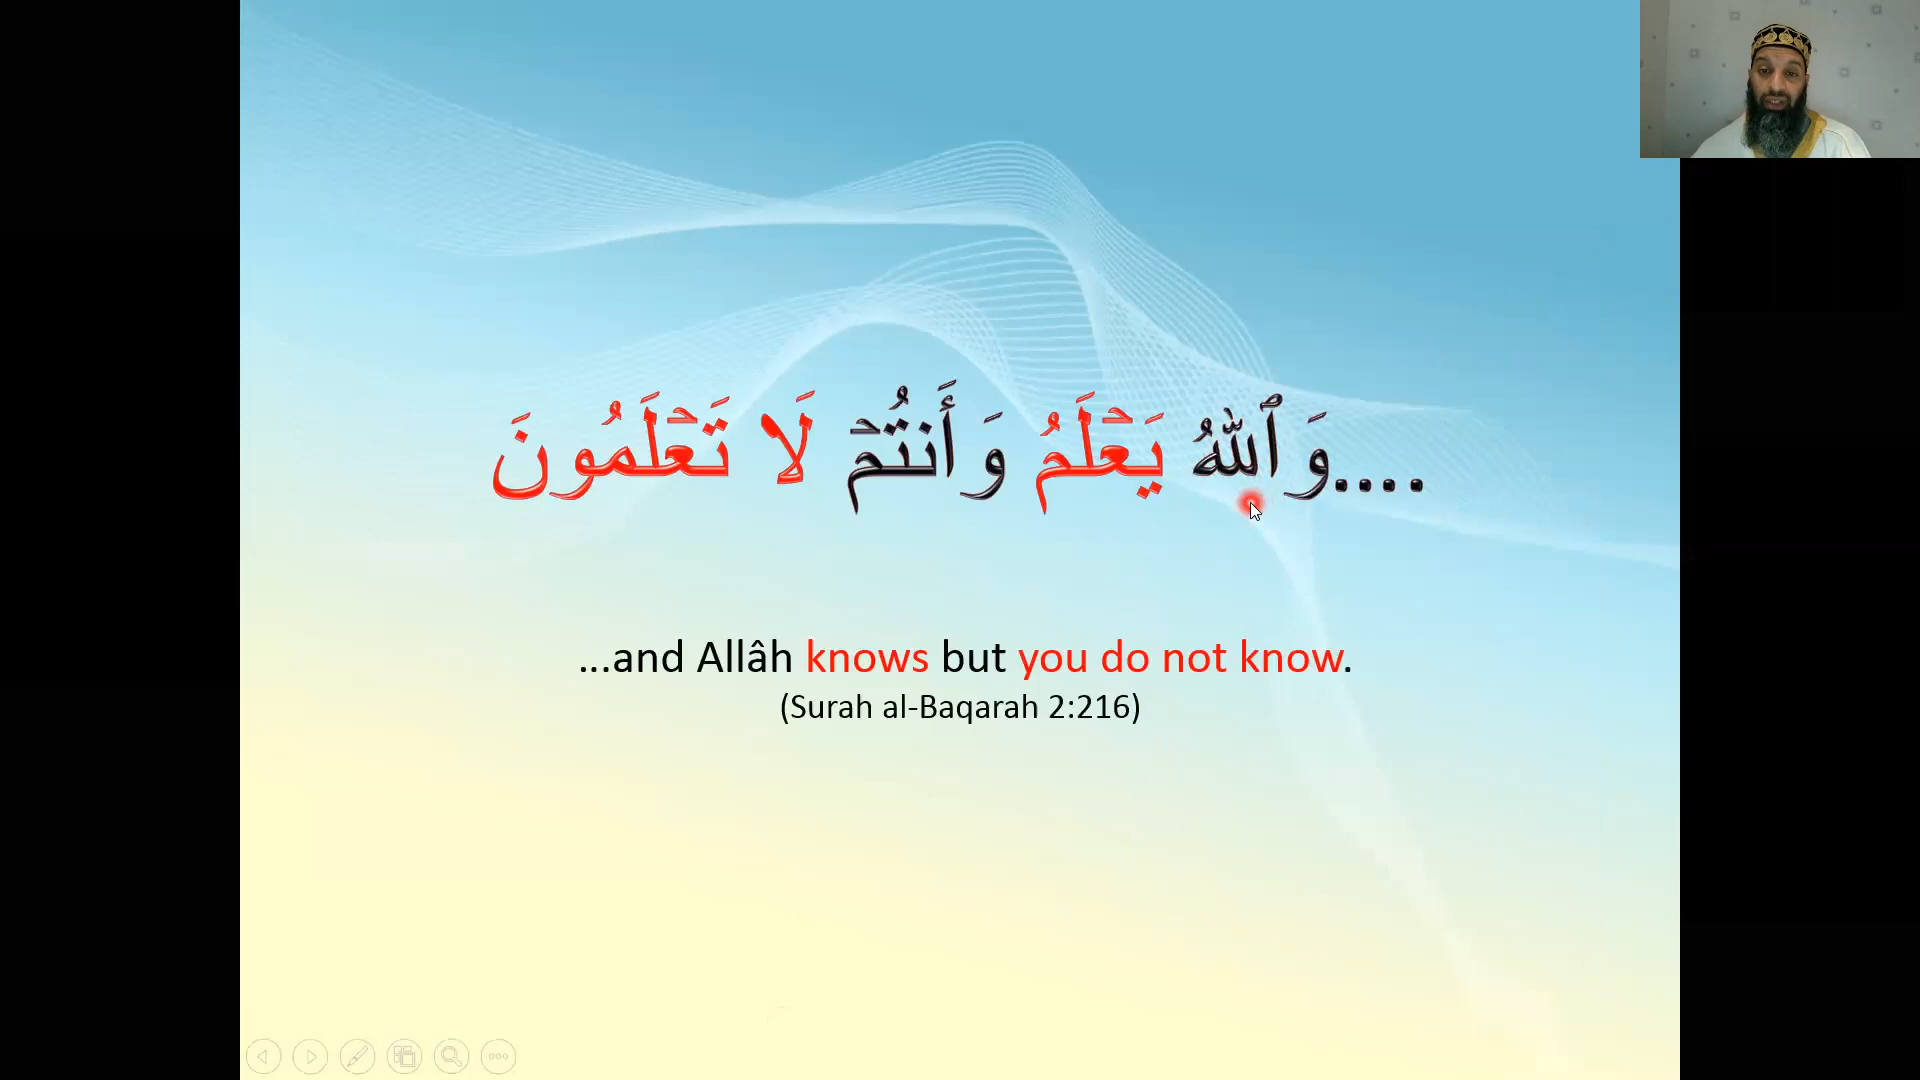 ....وَٱللَّهُ يَعۡلَمُ وَأَنتُمۡ لَا تَعۡلَمُونَ
...and Allâh knows but you do not know.
(Surah al-Baqarah 2:216)